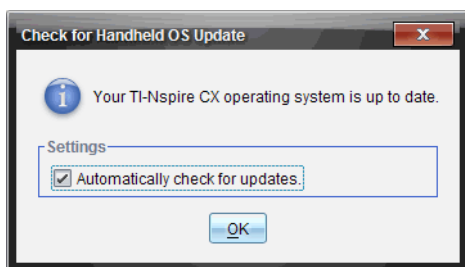 Check for Handheld OS Update
Your TI-Nspire CX operating system is up to date.
Settings
Automatically check for updates.
OK